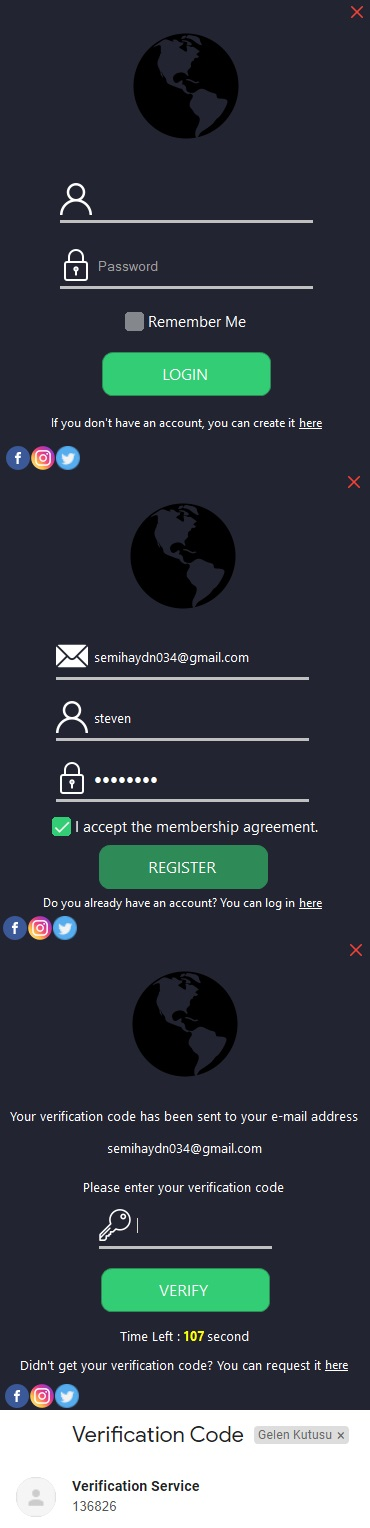 Password
Remember Me
LOGIN
If you don't have an account, you can create it here
semihaydn034@gmail.com
steven
I accept the membership agreement.
REGISTER
Do you already have an account? You can log in here
Your verification code has been sent to your e-mail address
semihaydn034@gmail.com
Please enter your verification code
VERIFY
Time Left : 107 second
Didn't get your verification code? You can request it here
Verification Code Gelen Kutusu ×
Verification Service
136826